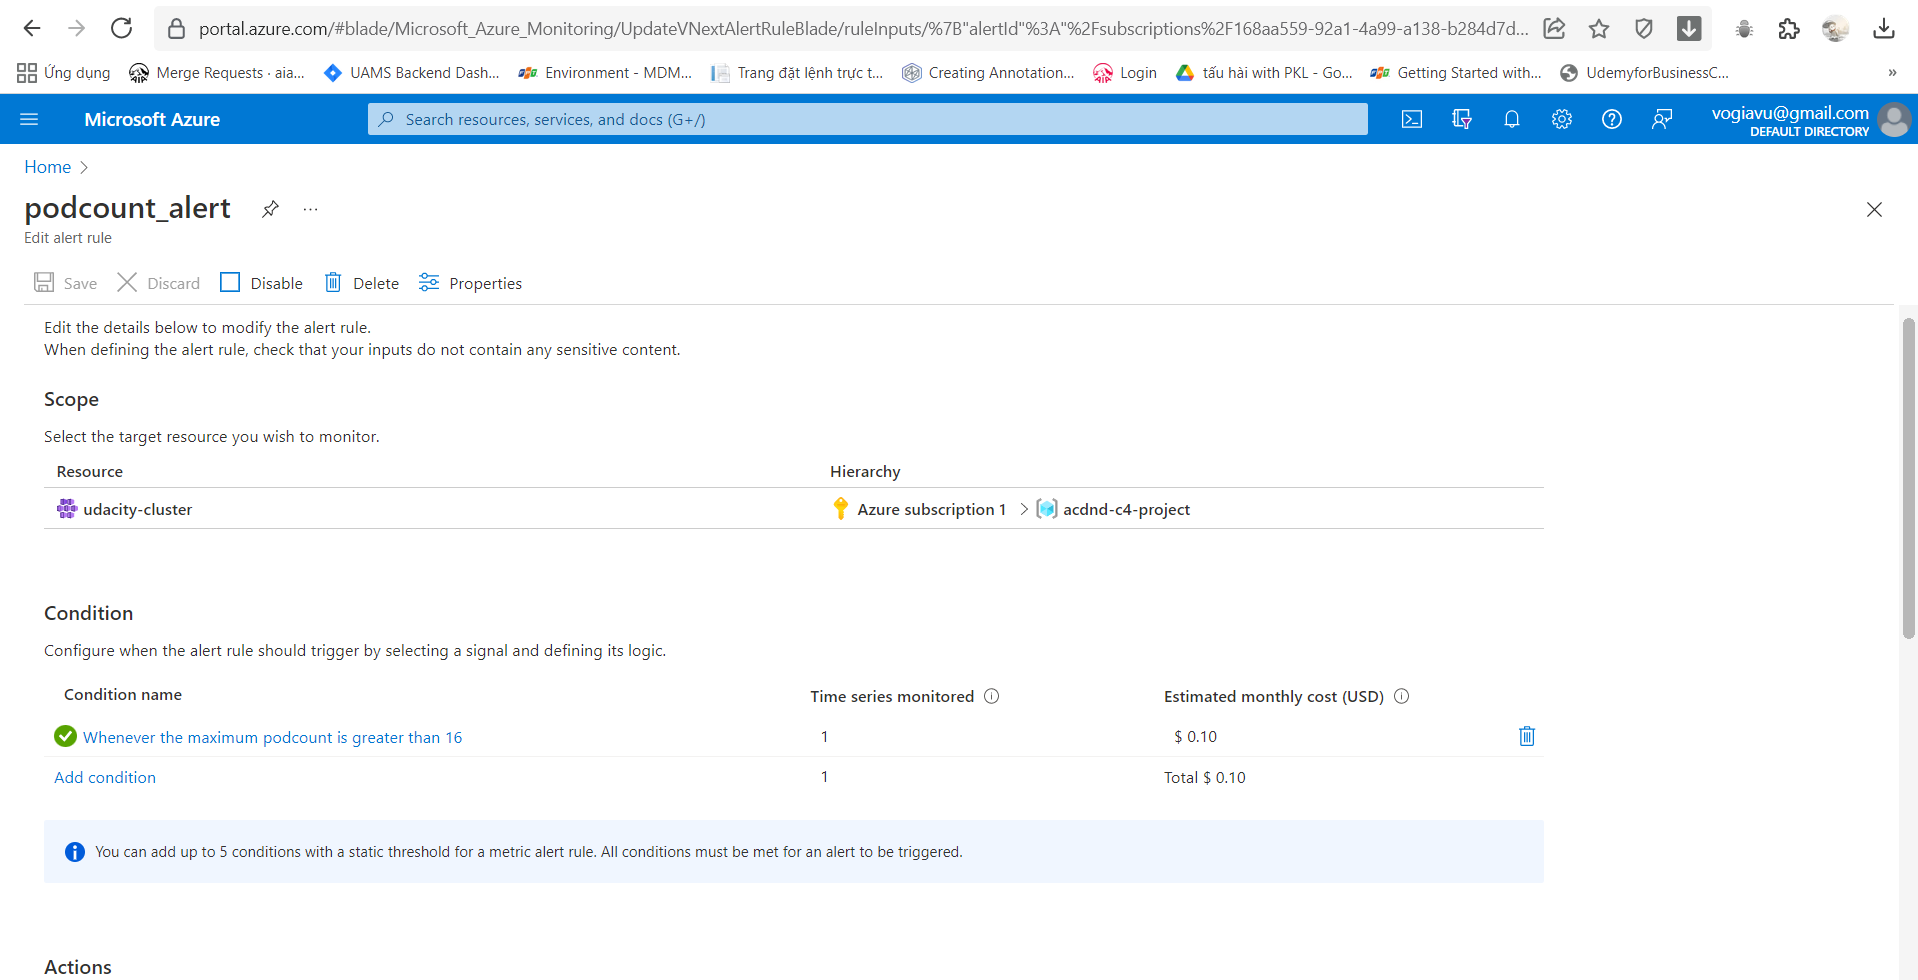 portal.azure.com/#blade/Microsoft_Azure_Monitoring/UpdateVNextAlertRuleBlade/ruleInputs/%7B"alertId"%3A"%2Fsubscriptions%2F168aa559-92a1-4a99-a138-b284d7d...
Ứng dụng Merge Requests · aia... UAMS Backend Dash... Environment - MDM... Trang đặt lệnh trực t... Creating Annotation... Login tấu hài with PKL - Go... Getting Started with... UdemyforBusinessC... »
Microsoft Azure Search resources, services, and docs (G+/) vogiavu@gmail.com
DEFAULT DIRECTORY
Home >
podcount_alert ...
Edit alert rule
Save Discard Disable Delete Properties
Edit the details below to modify the alert rule.
When defining the alert rule, check that your inputs do not contain any sensitive content.
Scope
Select the target resource you wish to monitor.
Resource Hierarchy
udacity-cluster Azure subscription 1 > acdnd-c4-project
Condition
Configure when the alert rule should trigger by selecting a signal and defining its logic.
Condition name Time series monitored Estimated monthly cost (USD)
Whenever the maximum podcount is greater than 16 1 $ 0.10
Add condition 1 Total $ 0.10
You can add up to 5 conditions with a static threshold for a metric alert rule. All conditions must be met for an alert to be triggered.
Actions